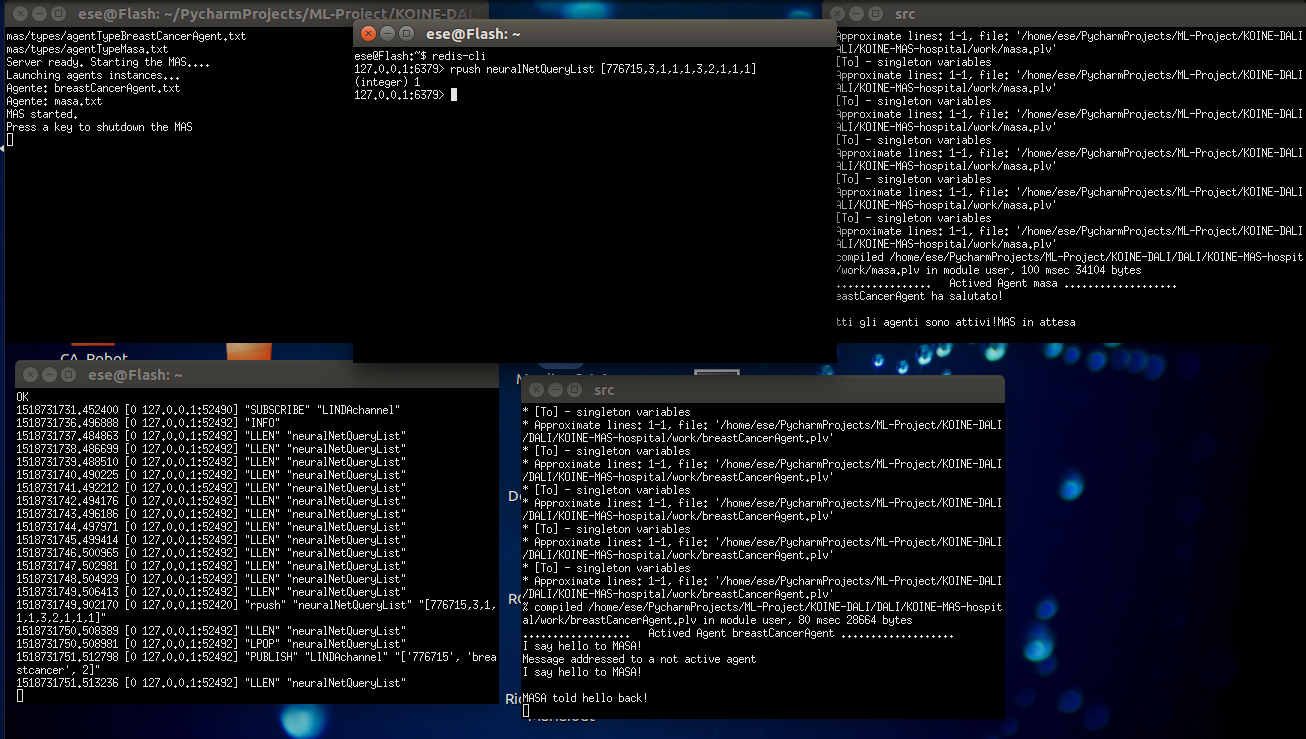 ese@Flash: ~/PycharmProjects/ML-Project/KOINE-DALI
mas/types/agentTypeBreastCancerAgent.txt
mas/types/agentTypeMasa.txt
Server ready. Starting the MAS....
Launching agents instances...
Agente: breastCancerAgent.txt
Agente: masa.txt
MAS started.
Press a key to shutdown the MAS
ese@Flash: ~
ese@Flash:~$ redis-cli
127.0.0.1:6379> rpush neuralNetQueryList [776715,3,1,1,1,3,2,1,1,1]
(integer) 1
127.0.0.1:6379>
src
Approximate lines: 1-1, file: '/home/ese/PycharmProjects/ML-Project/KOINE-DALI
ALI/KOINE-MAS-hospital/work/masa.plv'
[To] - singleton variables
Approximate lines: 1-1, file: '/home/ese/PycharmProjects/ML-Project/KOINE-DALI
ALI/KOINE-MAS-hospital/work/masa.plv'
[To] - singleton variables
Approximate lines: 1-1, file: '/home/ese/PycharmProjects/ML-Project/KOINE-DALI
ALI/KOINE-MAS-hospital/work/masa.plv'
[To] - singleton variables
Approximate lines: 1-1, file: '/home/ese/PycharmProjects/ML-Project/KOINE-DALI
ALI/KOINE-MAS-hospital/work/masa.plv'
[To] - singleton variables
Approximate lines: 1-1, file: '/home/ese/PycharmProjects/ML-Project/KOINE-DALI
ALI/KOINE-MAS-hospital/work/masa.plv'
[To] - singleton variables
Approximate lines: 1-1, file: '/home/ese/PycharmProjects/ML-Project/KOINE-DALI
ALI/KOINE-MAS-hospital/work/masa.plv'
compiled /home/ese/PycharmProjects/ML-Project/KOINE-DALI/DALI/KOINE-MAS-hospit
/work/masa.plv in module user, 100 msec 34104 bytes
................ Actived Agent masa ...................
eastCancerAgent ha salutato!
tti gli agenti sono attivi!MAS in attesa
CA_Robot
ese@Flash: ~
OK
1518731731.452400 [0 127.0.0.1:52490] "SUBSCRIBE" "LINDAchannel"
1518731736.496888 [0 127.0.0.1:52492] "INFO"
1518731737.484863 [0 127.0.0.1:52492] "LLEN" "neuralNetQueryList"
1518731738.486699 [0 127.0.0.1:52492] "LLEN" "neuralNetQueryList"
1518731739.488510 [0 127.0.0.1:52492] "LLEN" "neuralNetQueryList"
1518731740.490225 [0 127.0.0.1:52492] "LLEN" "neuralNetQueryList"
1518731741.492212 [0 127.0.0.1:52492] "LLEN" "neuralNetQueryList"
1518731742.494176 [0 127.0.0.1:52492] "LLEN" "neuralNetQueryList"
1518731743.496186 [0 127.0.0.1:52492] "LLEN" "neuralNetQueryList"
1518731744.497971 [0 127.0.0.1:52492] "LLEN" "neuralNetQueryList"
1518731745.499414 [0 127.0.0.1:52492] "LLEN" "neuralNetQueryList"
1518731746.500965 [0 127.0.0.1:52492] "LLEN" "neuralNetQueryList"
1518731747.502981 [0 127.0.0.1:52492] "LLEN" "neuralNetQueryList"
1518731748.504929 [0 127.0.0.1:52492] "LLEN" "neuralNetQueryList"
1518731749.506413 [0 127.0.0.1:52492] "LLEN" "neuralNetQueryList"
1518731749.902170 [0 127.0.0.1:52420] "rpush" "neuralNetQueryList" "[776715,3,1,
1,1,3,2,1,1,1]"
1518731750.508389 [0 127.0.0.1:52492] "LLEN" "neuralNetQueryList"
1518731750.508981 [0 127.0.0.1:52492] "LPOP" "neuralNetQueryList"
1518731751.512798 [0 127.0.0.1:52492] "PUBLISH" "LINDAchannel" "['776715', 'brea
stcancer', 2]"
1518731751.513236 [0 127.0.0.1:52492] "LLEN" "neuralNetQueryList"
src
* [To] - singleton variables
* Approximate lines: 1-1, file: '/home/ese/PycharmProjects/ML-Project/KOINE-DALI
/DALI/KOINE-MAS-hospital/work/breastCancerAgent.plv'
* [To] - singleton variables
* Approximate lines: 1-1, file: '/home/ese/PycharmProjects/ML-Project/KOINE-DALI
/DALI/KOINE-MAS-hospital/work/breastCancerAgent.plv'
* [To] - singleton variables
* Approximate lines: 1-1, file: '/home/ese/PycharmProjects/ML-Project/KOINE-DALI
/DALI/KOINE-MAS-hospital/work/breastCancerAgent.plv'
* [To] - singleton variables
* Approximate lines: 1-1, file: '/home/ese/PycharmProjects/ML-Project/KOINE-DALI
/DALI/KOINE-MAS-hospital/work/breastCancerAgent.plv'
* [To] - singleton variables
* Approximate lines: 1-1, file: '/home/ese/PycharmProjects/ML-Project/KOINE-DALI
/DALI/KOINE-MAS-hospital/work/breastCancerAgent.plv'
% compiled /home/ese/PycharmProjects/ML-Project/KOINE-DALI/DALI/KOINE-MAS-hospit
al/work/breastCancerAgent.plv in module user, 80 msec 28664 bytes
.................. Actived Agent breastCancerAgent ...................
I say hello to MASA!
Message addressed to a not active agent
I say hello to MASA!
MASA told hello back!